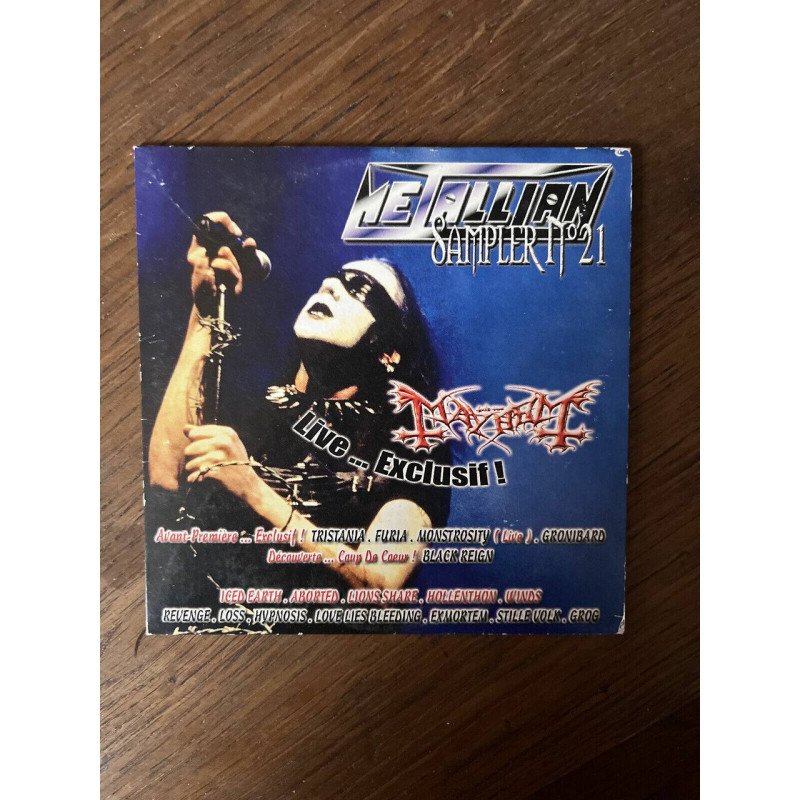 METALLIAN
SAMPLER N° 21
MAYHEM
Live ... Exclusif !
Avant-Première ... Exclusif ! TRISTANIA . FURIA . MONSTROSITY ( Live ) . GRONIBARD
Découverte ... Coup De Coeur ! BLACK REIGN
ICED EARTH . ABORTED . LIONS SHARE . HOLLENTHON . WINDS
REVENGE . LOSS . HYPNOSIS . LOVE LIES BLEEDING . EXMORTEM . STILLE VOLK . GROG